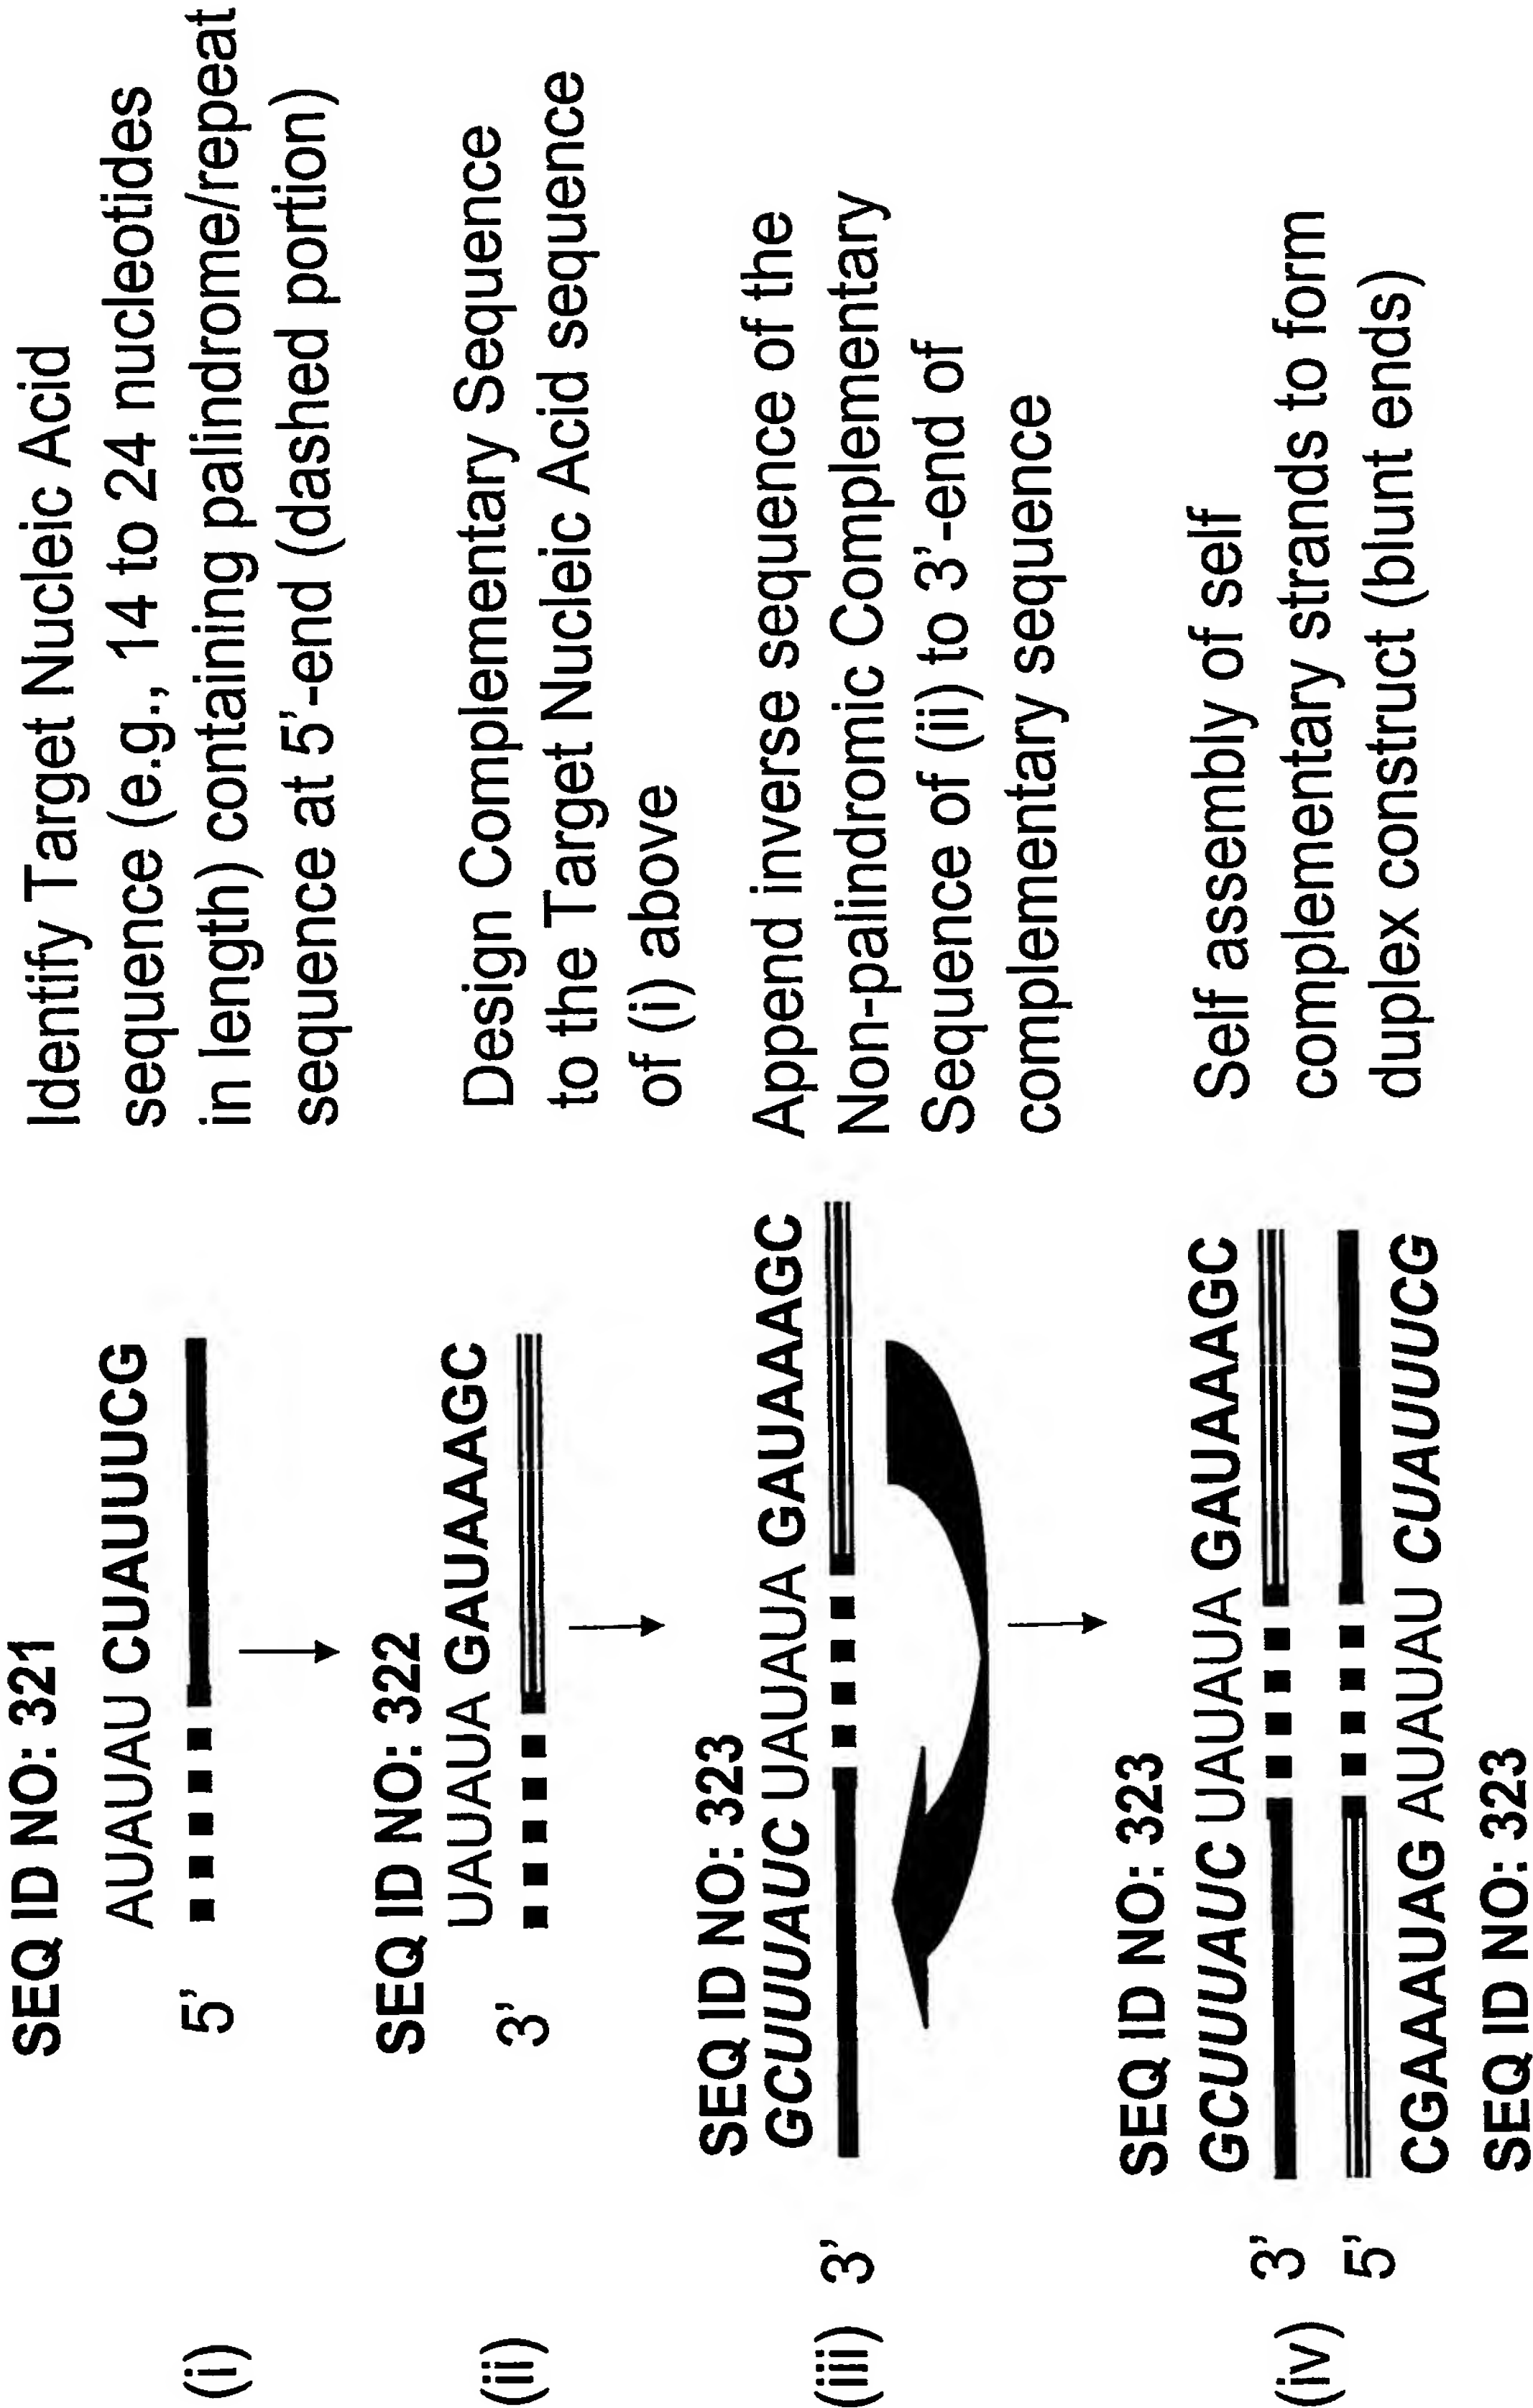 SEQ ID NO: 321
AUAUAU CUAUUUCG
(i)
5'
Identify Target Nucleic Acid
sequence (e.g., 14 to 24 nucleotides
in length) containing palindrome/repeat
sequence at 5'-end (dashed portion)
SEQ ID NO: 322
UAUAUA GAUAAAGC
(ii)
3'
Design Complementary Sequence
to the Target Nucleic Acid sequence
of (i) above
SEQ ID NO: 323
GCUUUAUC UAUAUA GAUAAAGC
(iii)
3'
Append inverse sequence of the
Non-palindromic Complementary
Sequence of (ii) to 3'-end of
complementary sequence
SEQ ID NO: 323
GCUUUAUC UAUAUA GAUAAAGC
(iv)
3'
5'
CGAAAUAG AUAUAU CUAUUUCG
SEQ ID NO: 323
Self assembly of self
complementary strands to form
duplex construct (blunt ends)